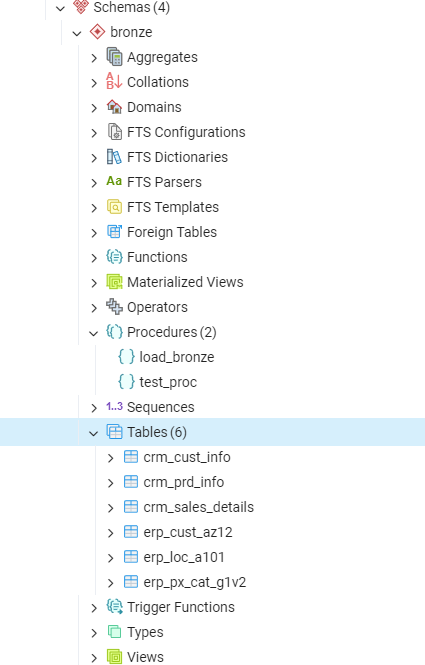 Schemas (4)
bronze
Aggregates
A
B Collations
Domains
FTS Configurations
FTS Dictionaries
Aa FTS Parsers
FTS Templates
Foreign Tables
Functions
Materialized Views
Operators
Procedures (2)
load_bronze
test_proc
1..3 Sequences
Tables (6)
crm_cust_info
crm_prd_info
crm_sales_details
erp_cust_az12
erp_loc_a101
erp_px_cat_g1v2
Trigger Functions
Types
Views